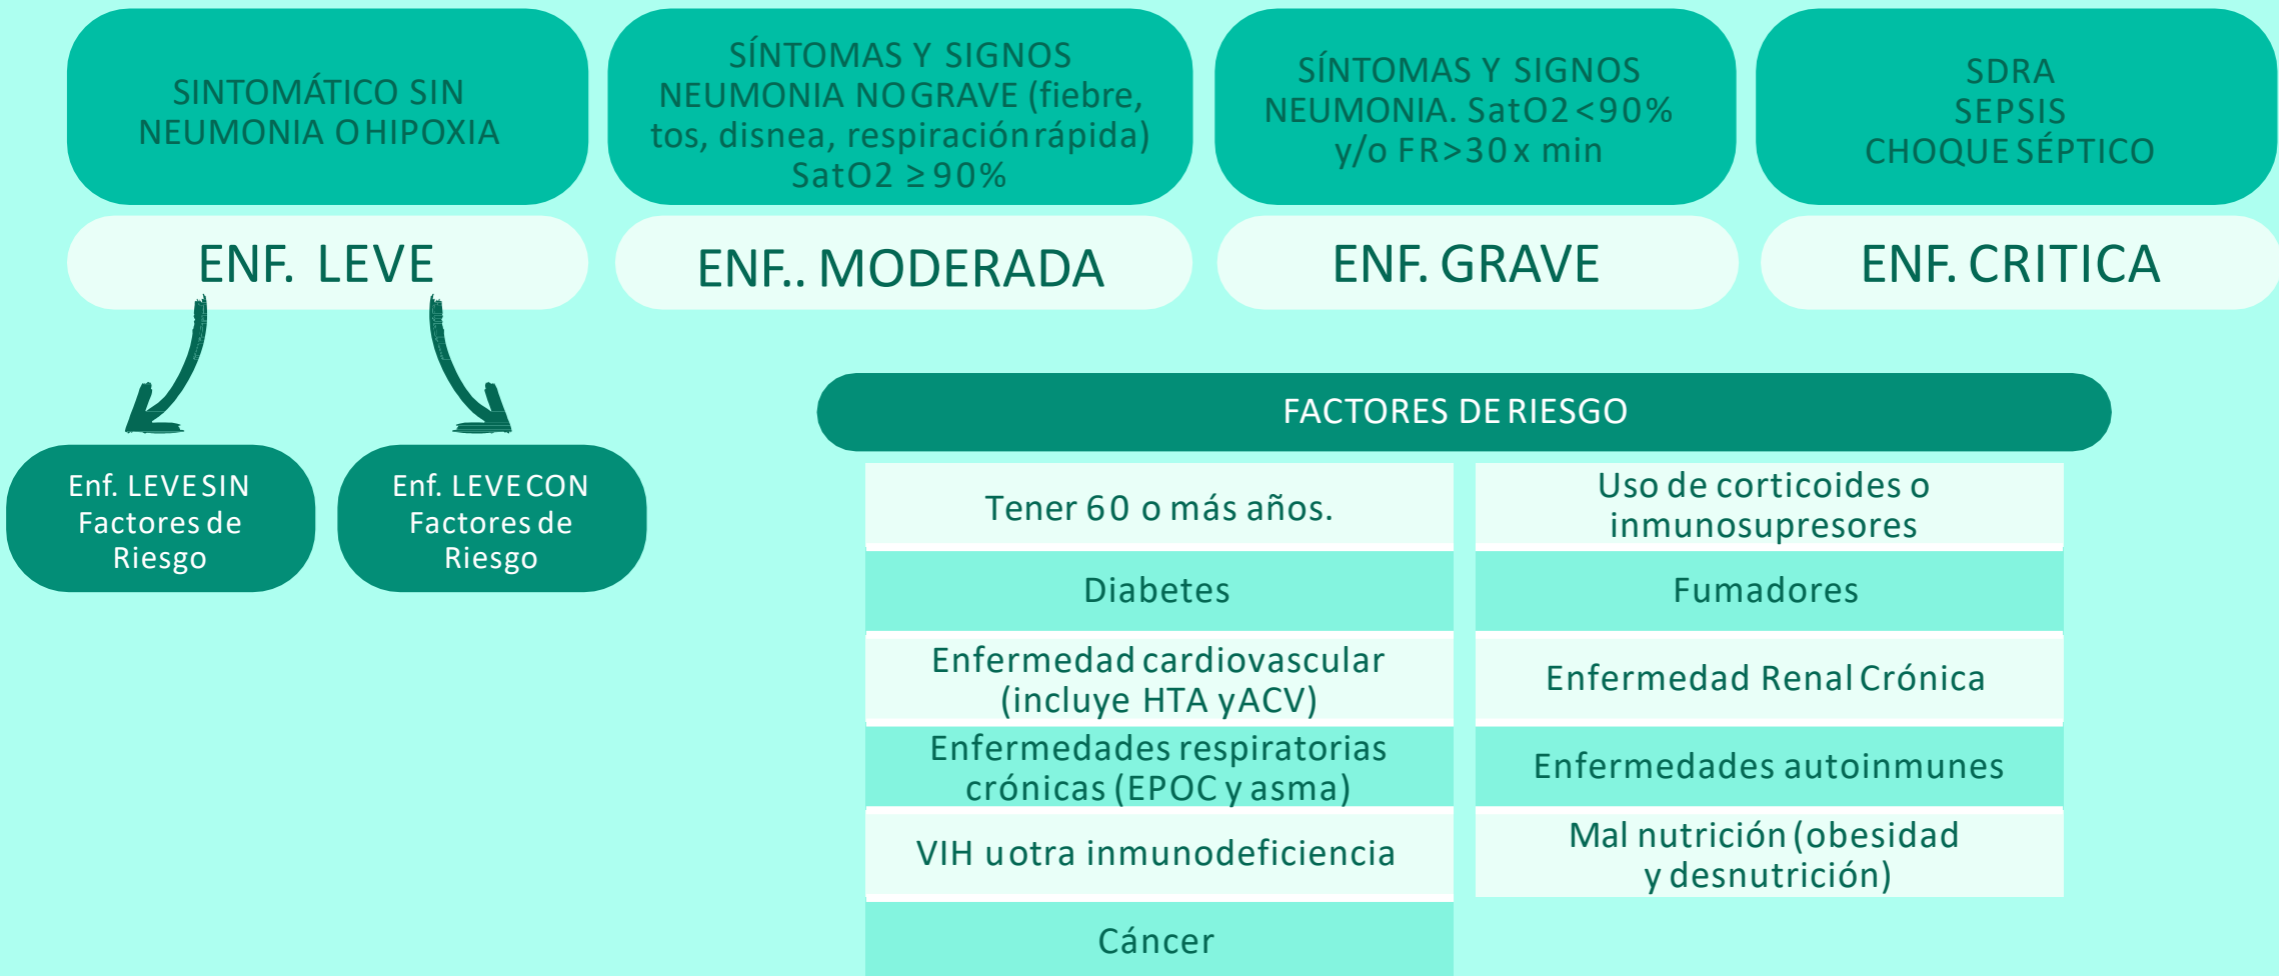 SINTOMÁTICO SIN
NEUMONIA O HIPOXIA
SÍNTOMAS Y SIGNOS
NEUMONIA NO GRAVE (fiebre,
tos, disnea, respiración rápida)
SatO2 ≥ 90%
SÍNTOMAS Y SIGNOS
NEUMONIA. SatO2 <90%
y/o FR>30 x min
SDRA
SEPSIS
CHOQUE SÉPTICO
ENF. LEVE
ENF.. MODERADA
ENF. GRAVE
ENF. CRITICA
Enf. LEVE SIN
Factores de
Riesgo
Enf. LEVE CON
Factores de
Riesgo
FACTORES DE RIESGO
Tener 60 o más años.
Uso de corticoides o
inmunosupresores
Diabetes
Fumadores
Enfermedad cardiovascular
(incluye HTA y ACV)
Enfermedad Renal Crónica
Enfermedades respiratorias
crónicas (EPOC y asma)
Enfermedades autoinmunes
VIH u otra inmunodeficiencia
Mal nutrición (obesidad
y desnutrición)
Cáncer